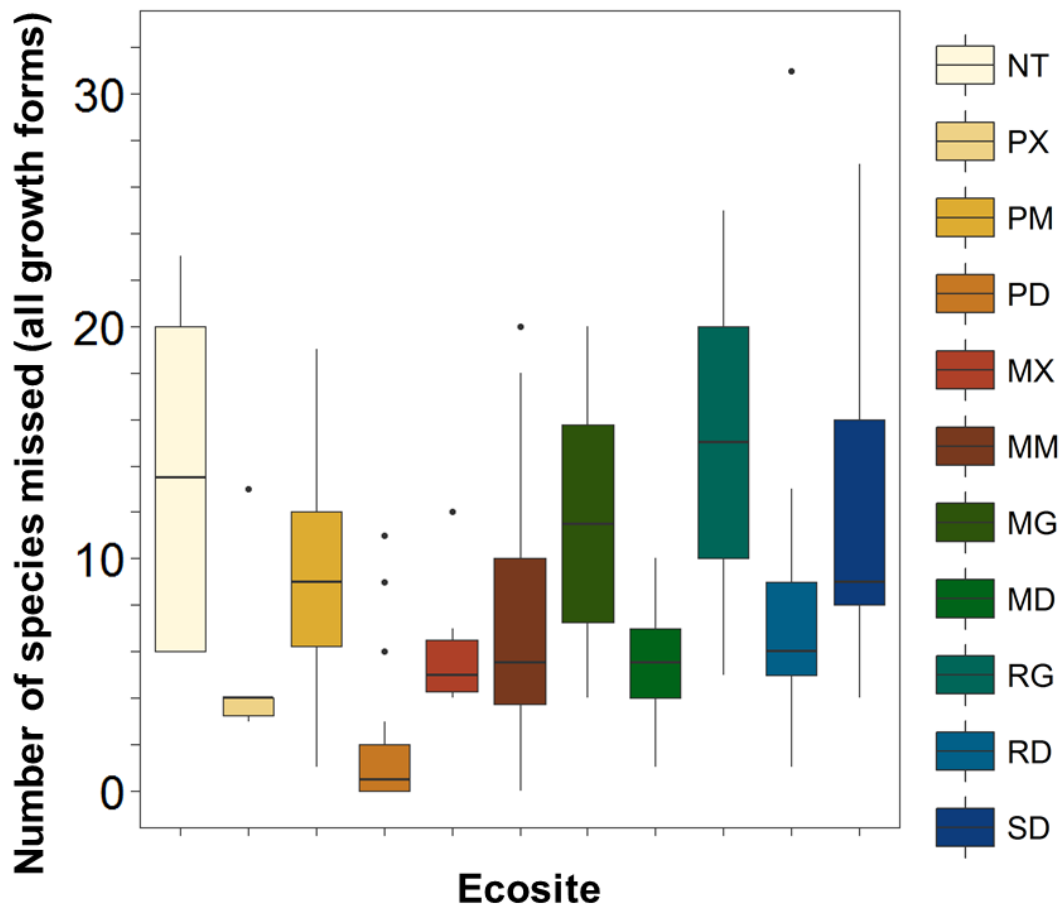 Number of species missed (all growth forms)
30
20
10
0
Ecosite
NT
PX
PM
PD
MX
MM
MG
MD
RG
RD
SD